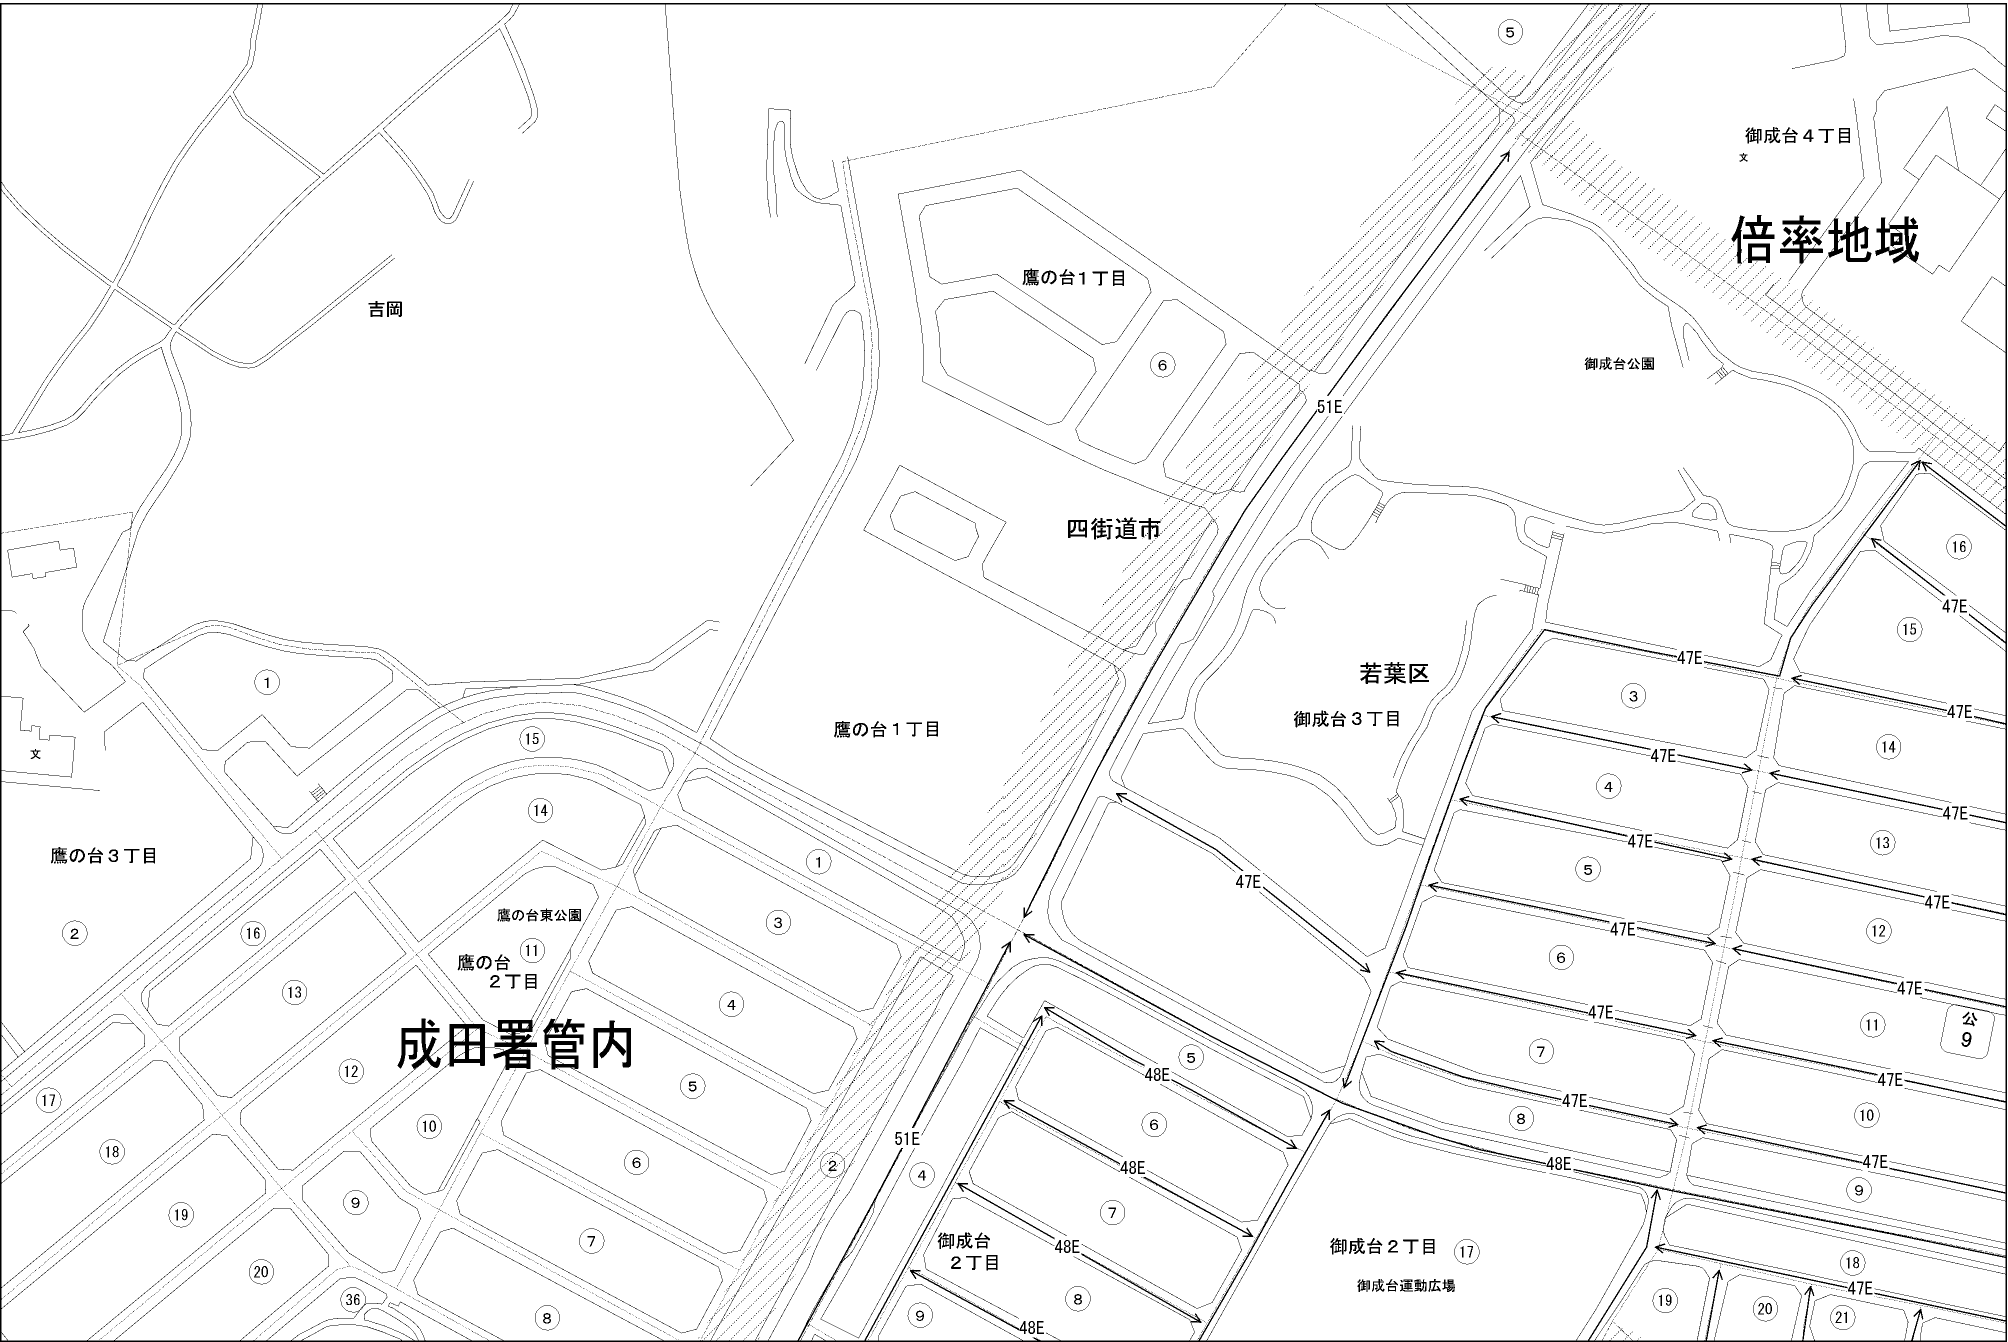 ⑤
御成台４丁目
文
倍率地域
鷹の台１丁目
吉岡
⑥
御成台公園
51E
四街道市
⑯
47E
⑮
若葉区
47E
①
③
47E
御成台３丁目
鷹の台１丁目
⑮
⑭
文
47E
④
⑭
47E
47E
⑬
鷹の台３丁目
①
⑤
47E
鷹の台東公園
47E
②
⑯
③
⑫
47E
⑪
鷹の台
２丁目
⑥
⑬
④
47E
成田署管内
47E
⑪
公
9
⑤
⑦
⑫
⑤
48E
47E
⑰
47E
⑩
⑩
⑥
⑧
51E
⑱
⑥
②
④
48E
48E
47E
⑨
⑨
⑲
⑦
⑦
御成台
２丁目
48E
御成台２丁目
⑰
⑱
⑳
御成台運動広場
47E
㊱
⑧
⑨
⑧
48E
⑲
⑳
㉑